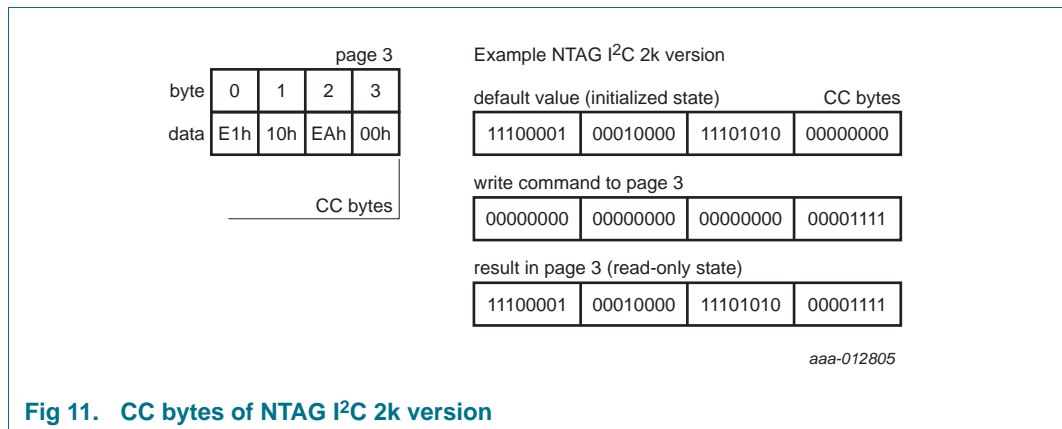 page 3
byte 0 1 2 3
data E1h 10h EAh 00h
CC bytes
Example NTAG I2C 2k version
default value (initialized state) CC bytes
11100001 00010000 11101010 00000000
write command to page 3
00000000 00000000 00000000 00001111
result in page 3 (read-only state)
11100001 00010000 11101010 00001111
aaa-012805
Fig 11. CC bytes of NTAG I2C 2k version